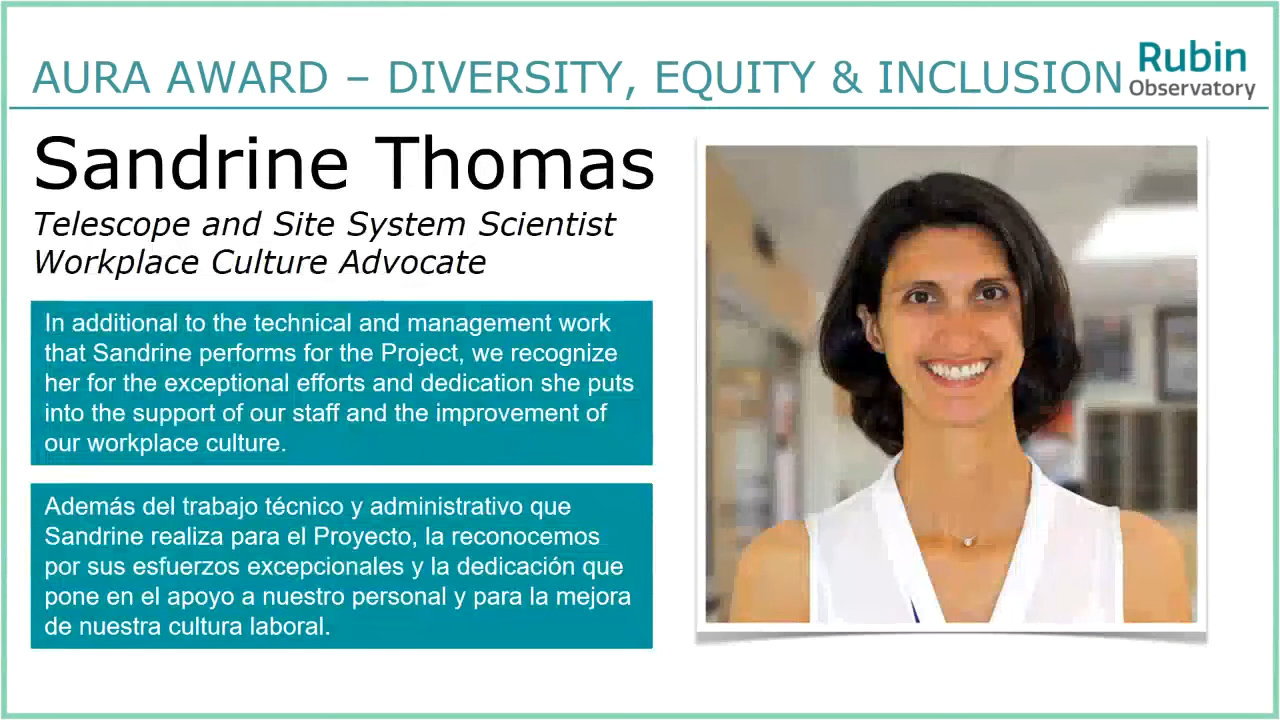 AURA AWARD – DIVERSITY, EQUITY & INCLUSION
Rubin
Observatory
Sandrine Thomas
Telescope and Site System Scientist
Workplace Culture Advocate
In additional to the technical and management work
that Sandrine performs for the Project, we recognize
her for the exceptional efforts and dedication she puts
into the support of our staff and the improvement of
our workplace culture.
Además del trabajo técnico y administrativo que
Sandrine realiza para el Proyecto, la reconocemos
por sus esfuerzos excepcionales y la dedicación que
pone en el apoyo a nuestro personal y para la mejora
de nuestra cultura laboral.